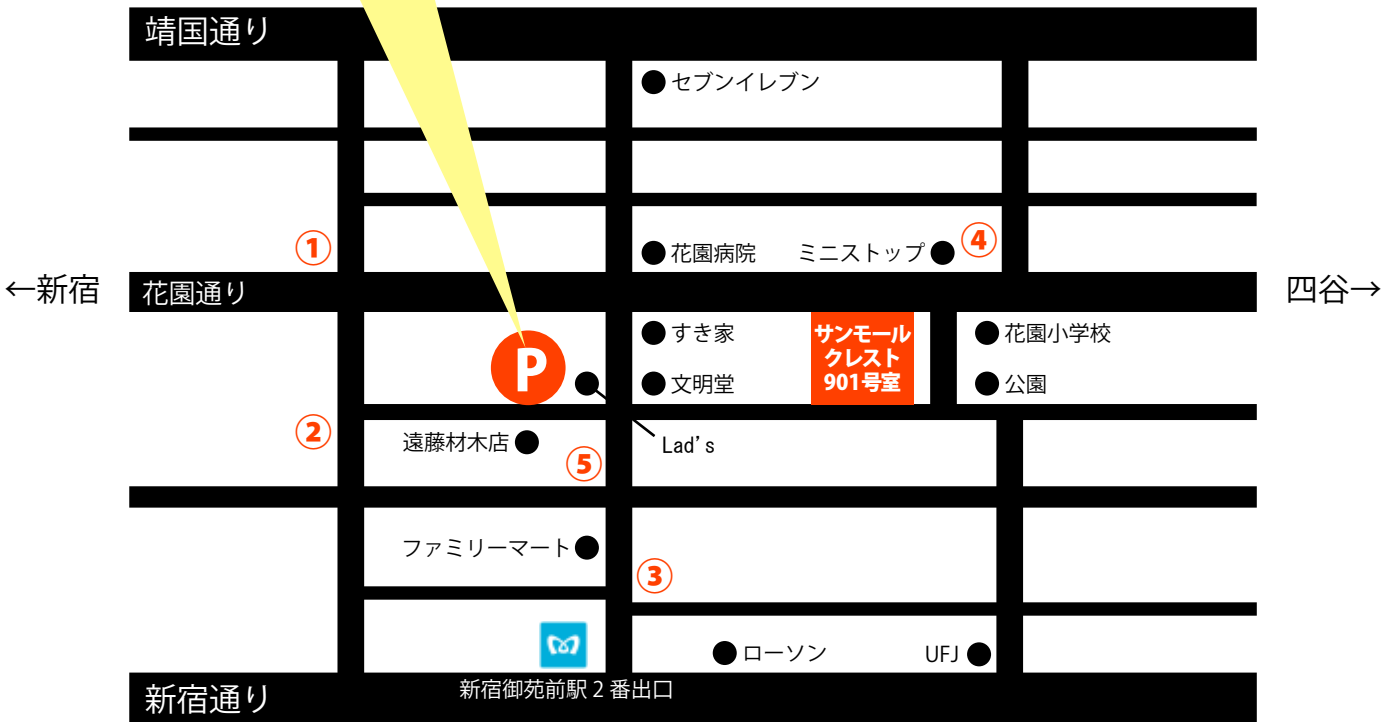 靖国通り
セブンイレブン
①
花園病院
ミニストップ
④
←新宿
花園通り
四谷→
P
すき家
文明堂
サンモール
クレスト
901号室
花園小学校
公園
②
遠藤材木店
⑤
Lad's
ファミリーマート
③
ローソン
UFJ
新宿御苑前駅2番出口
新宿通り